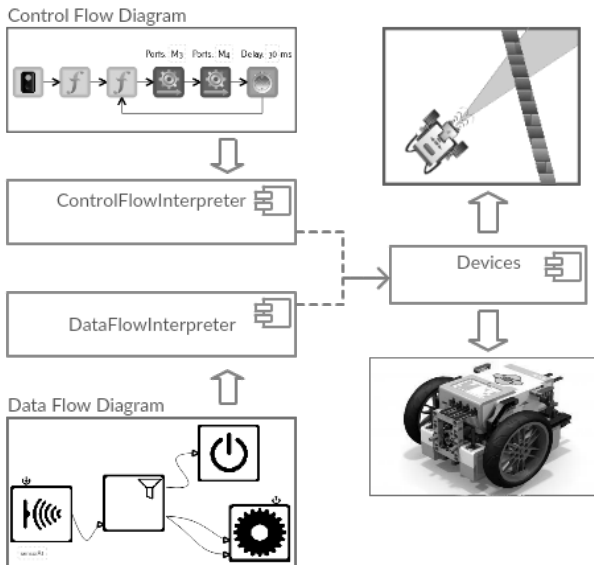 Control Flow Diagram
Ports: M3 Ports: M4 Delay: 30 ms
ControlFlowInterpreter
Devices
DataFlowInterpreter
Data Flow Diagram